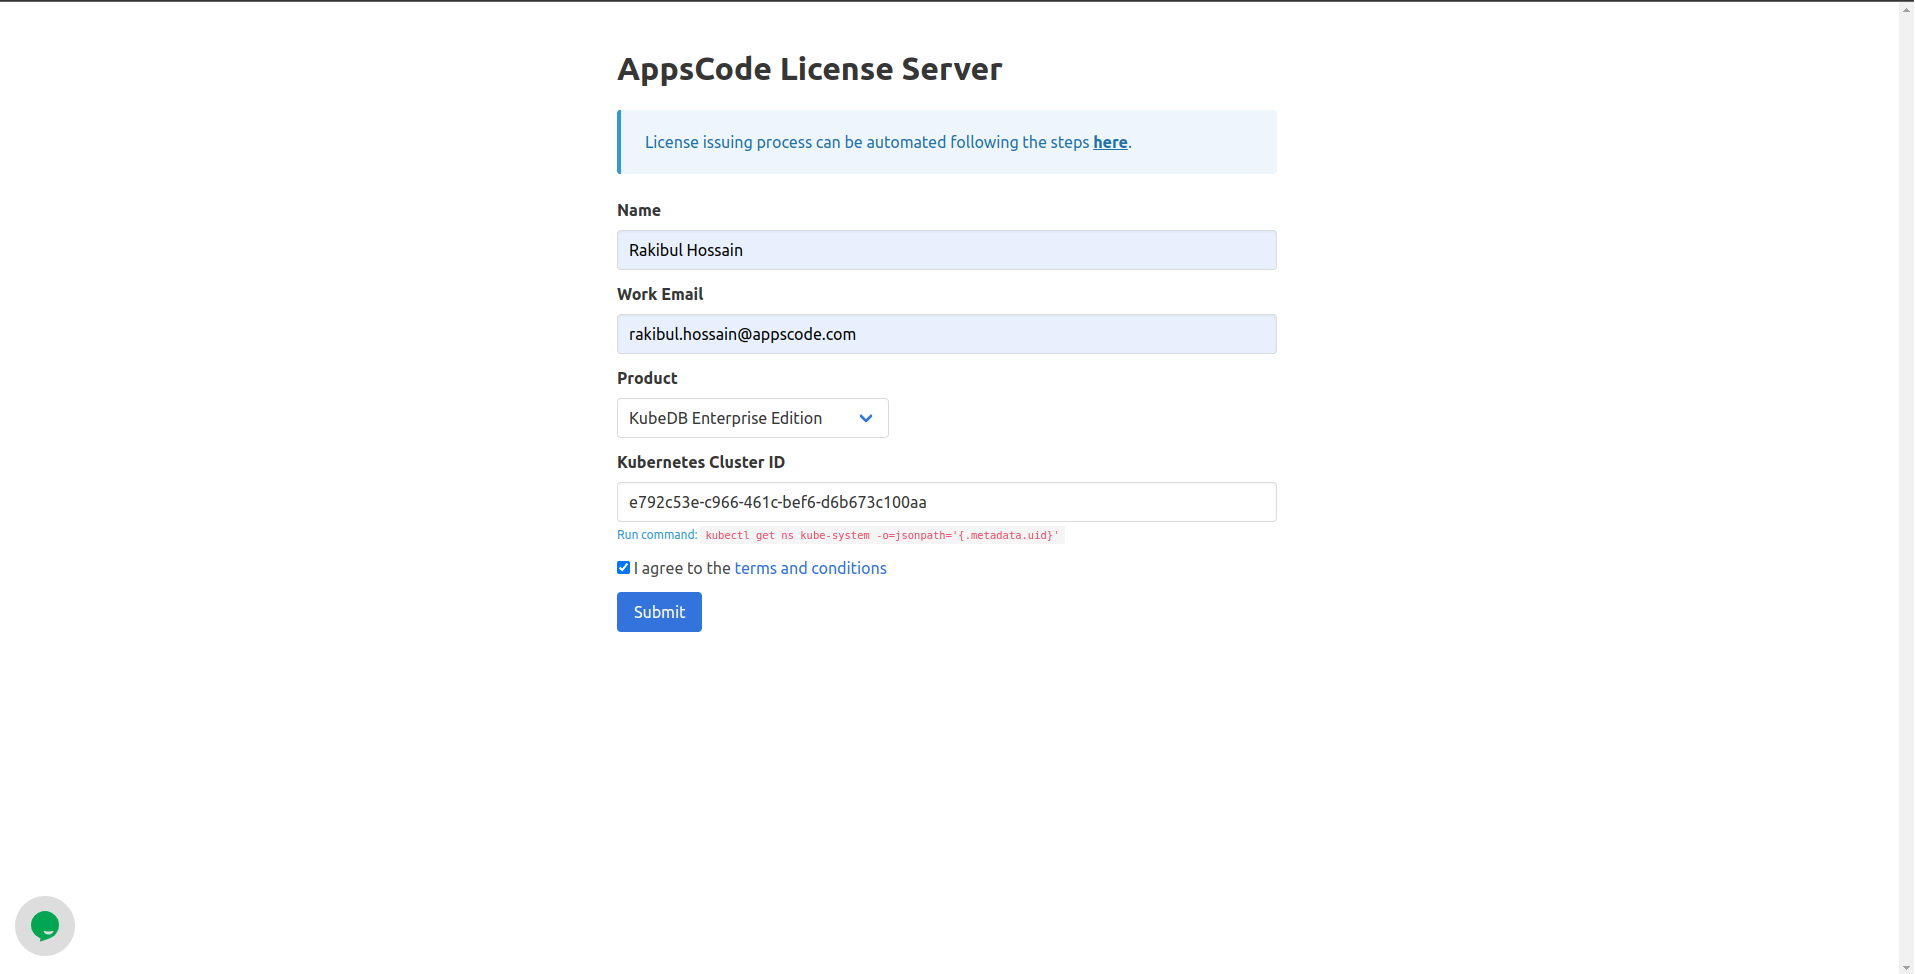 AppsCode License Server
License issuing process can be automated following the steps here.
Name
Rakibul Hossain
Work Email
rakibul.hossain@appscode.com
Product
KubeDB Enterprise Edition
Kubernetes Cluster ID
e792c53e-c966-461c-bef6-d6b673c100aa
Run command: kubectl get ns kube-system -o=jsonpath='{.metadata.uid}'
I agree to the terms and conditions
Submit